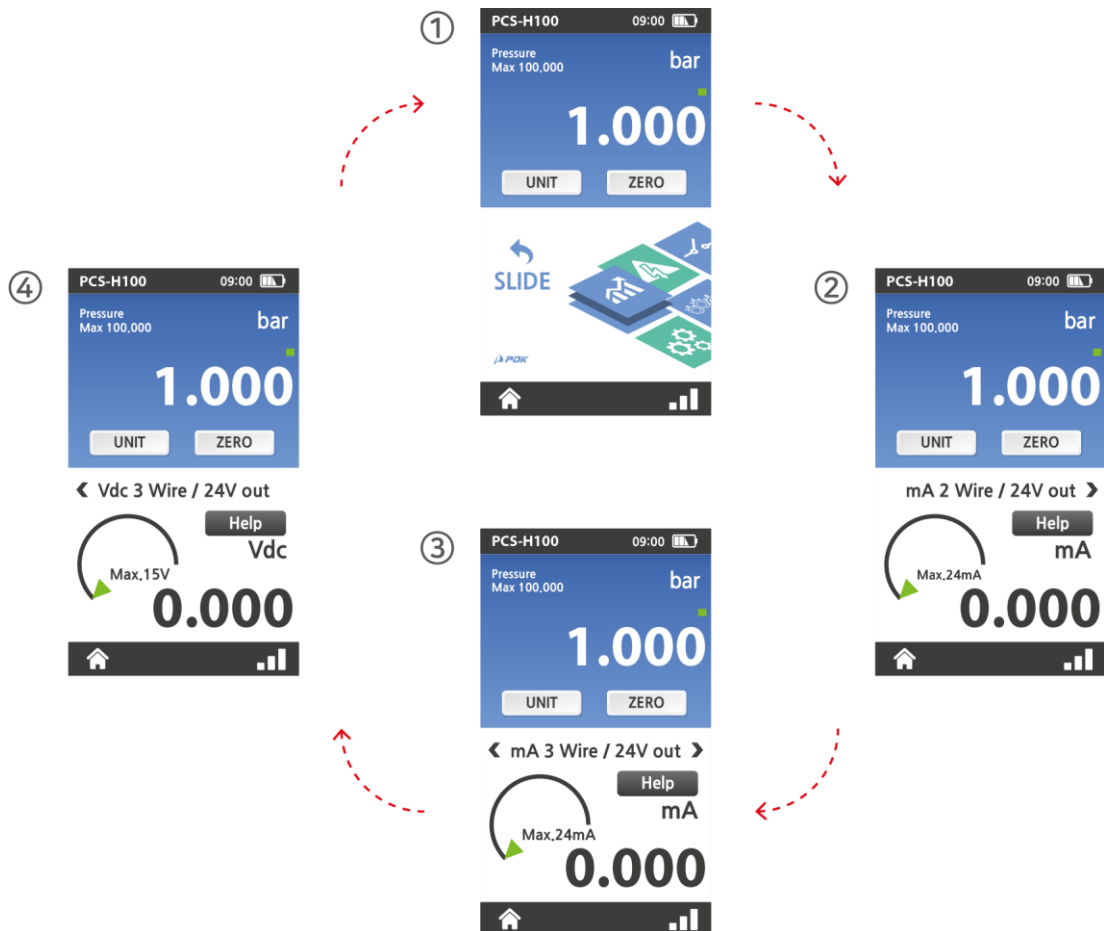 ①
PCS-H100 09:00
Pressure
Max 100,000
bar
1.000
UNIT ZERO
SLIDE
PDK
②
PCS-H100 09:00
Pressure
Max 100,000
bar
1.000
UNIT ZERO
mA 2 Wire / 24V out
Help
mA
Max.24mA
0.000
③
PCS-H100 09:00
Pressure
Max 100,000
bar
1.000
UNIT ZERO
mA 3 Wire / 24V out
Help
mA
Max.24mA
0.000
④
PCS-H100 09:00
Pressure
Max 100,000
bar
1.000
UNIT ZERO
Vdc 3 Wire / 24V out
Help
Vdc
Max.15V
0.000